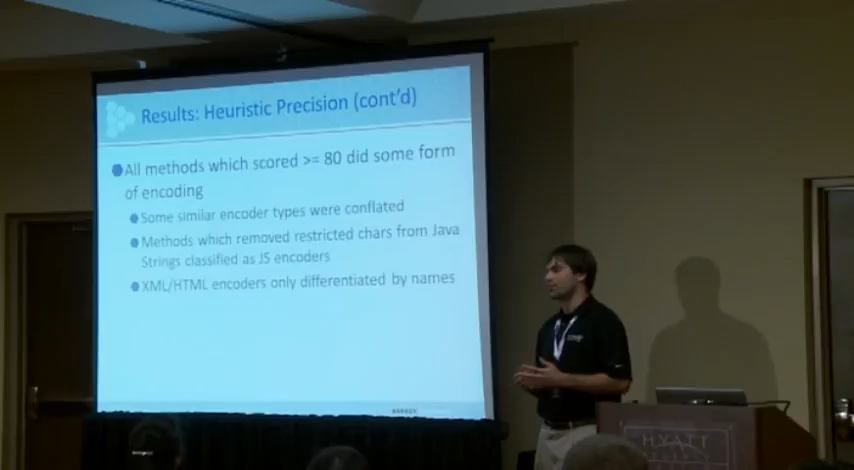 Results: Heuristic Precision (cont'd)
All methods which scored >= 80 did some form
of encoding
Some similar encoder types were conflated
Methods which removed restricted chars from Java
Strings classified as JS encoders
XML/HTML encoders only differentiated by names
HYATT